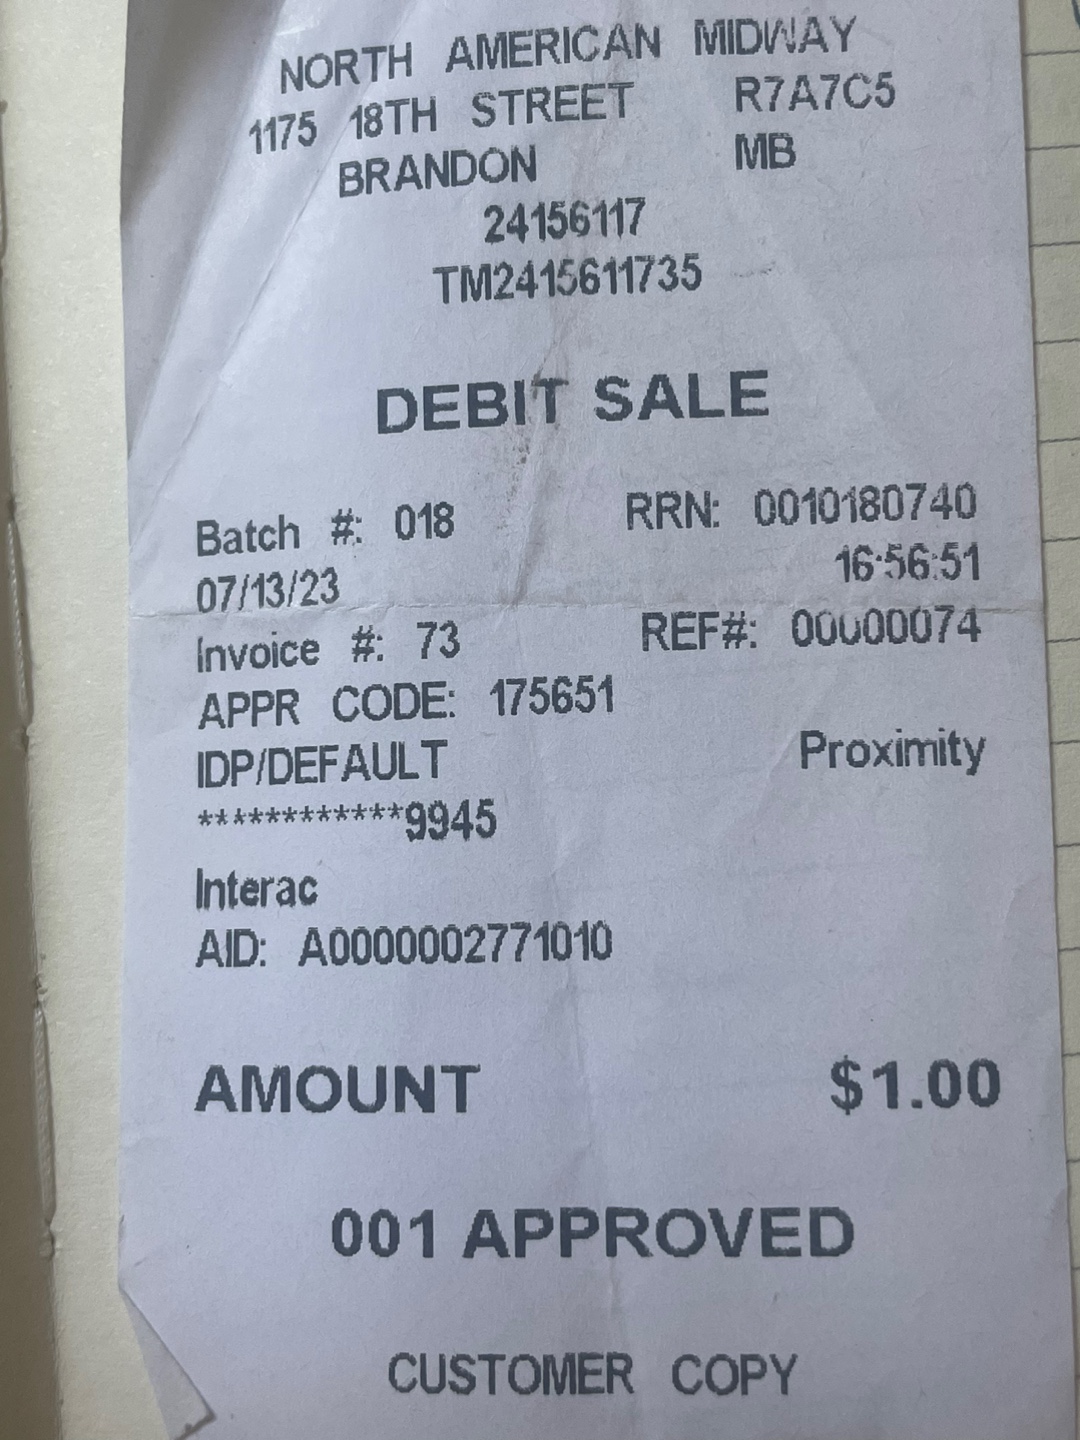 NORTH AMERICAN MIDWAY
1175 18TH STREET R7A7C5
BRANDON MB
24156117
TM2415611735
DEBIT SALE
Batch #: 018 RRN: 0010180740
07/13/23 16:56:51
Invoice #: 73 REF#: 00000074
APPR CODE: 175651
IDP/DEFAULT Proximity
************9945
Interac
AID: A0000002771010
AMOUNT $1.00
001 APPROVED
CUSTOMER COPY